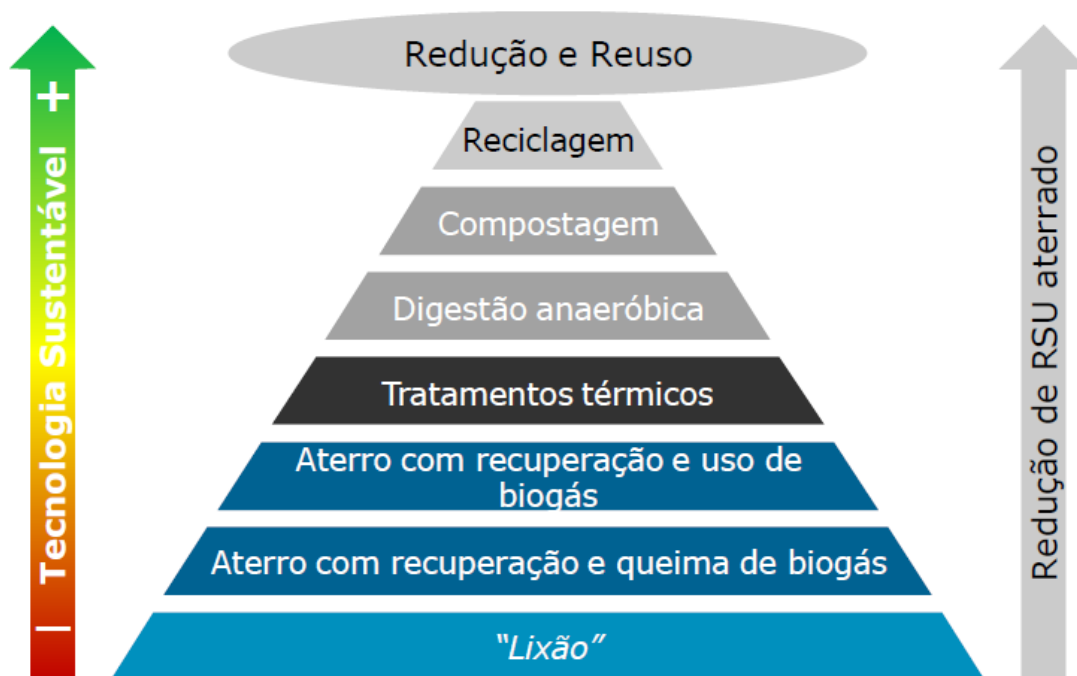 Redução e Reuso
Reciclagem
Compostagem
Digestão anaeróbica
Tratamentos térmicos
Aterro com recuperação e uso de
biogás
Aterro com recuperação e queima de biogás
“Lixão”
— Tecnologia Sustentável +
Redução de RSU aterrado